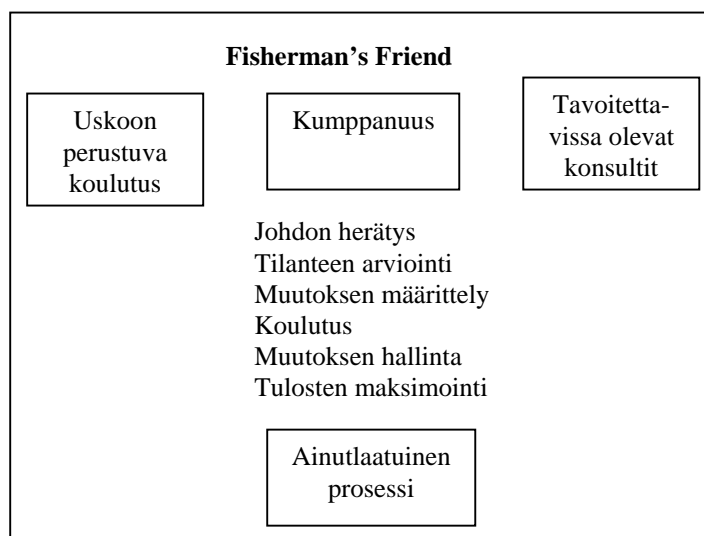 Fisherman’s Friend
Uskoon
perustuva
koulutus
Kumppanuus
Tavoitetta-
vissa olevat
konsultit
Johdon herätys
Tilanteen arviointi
Muutoksen määrittely
Koulutus
Muutoksen hallinta
Tulosten maksimointi
Ainutlaatuinen
prosessi